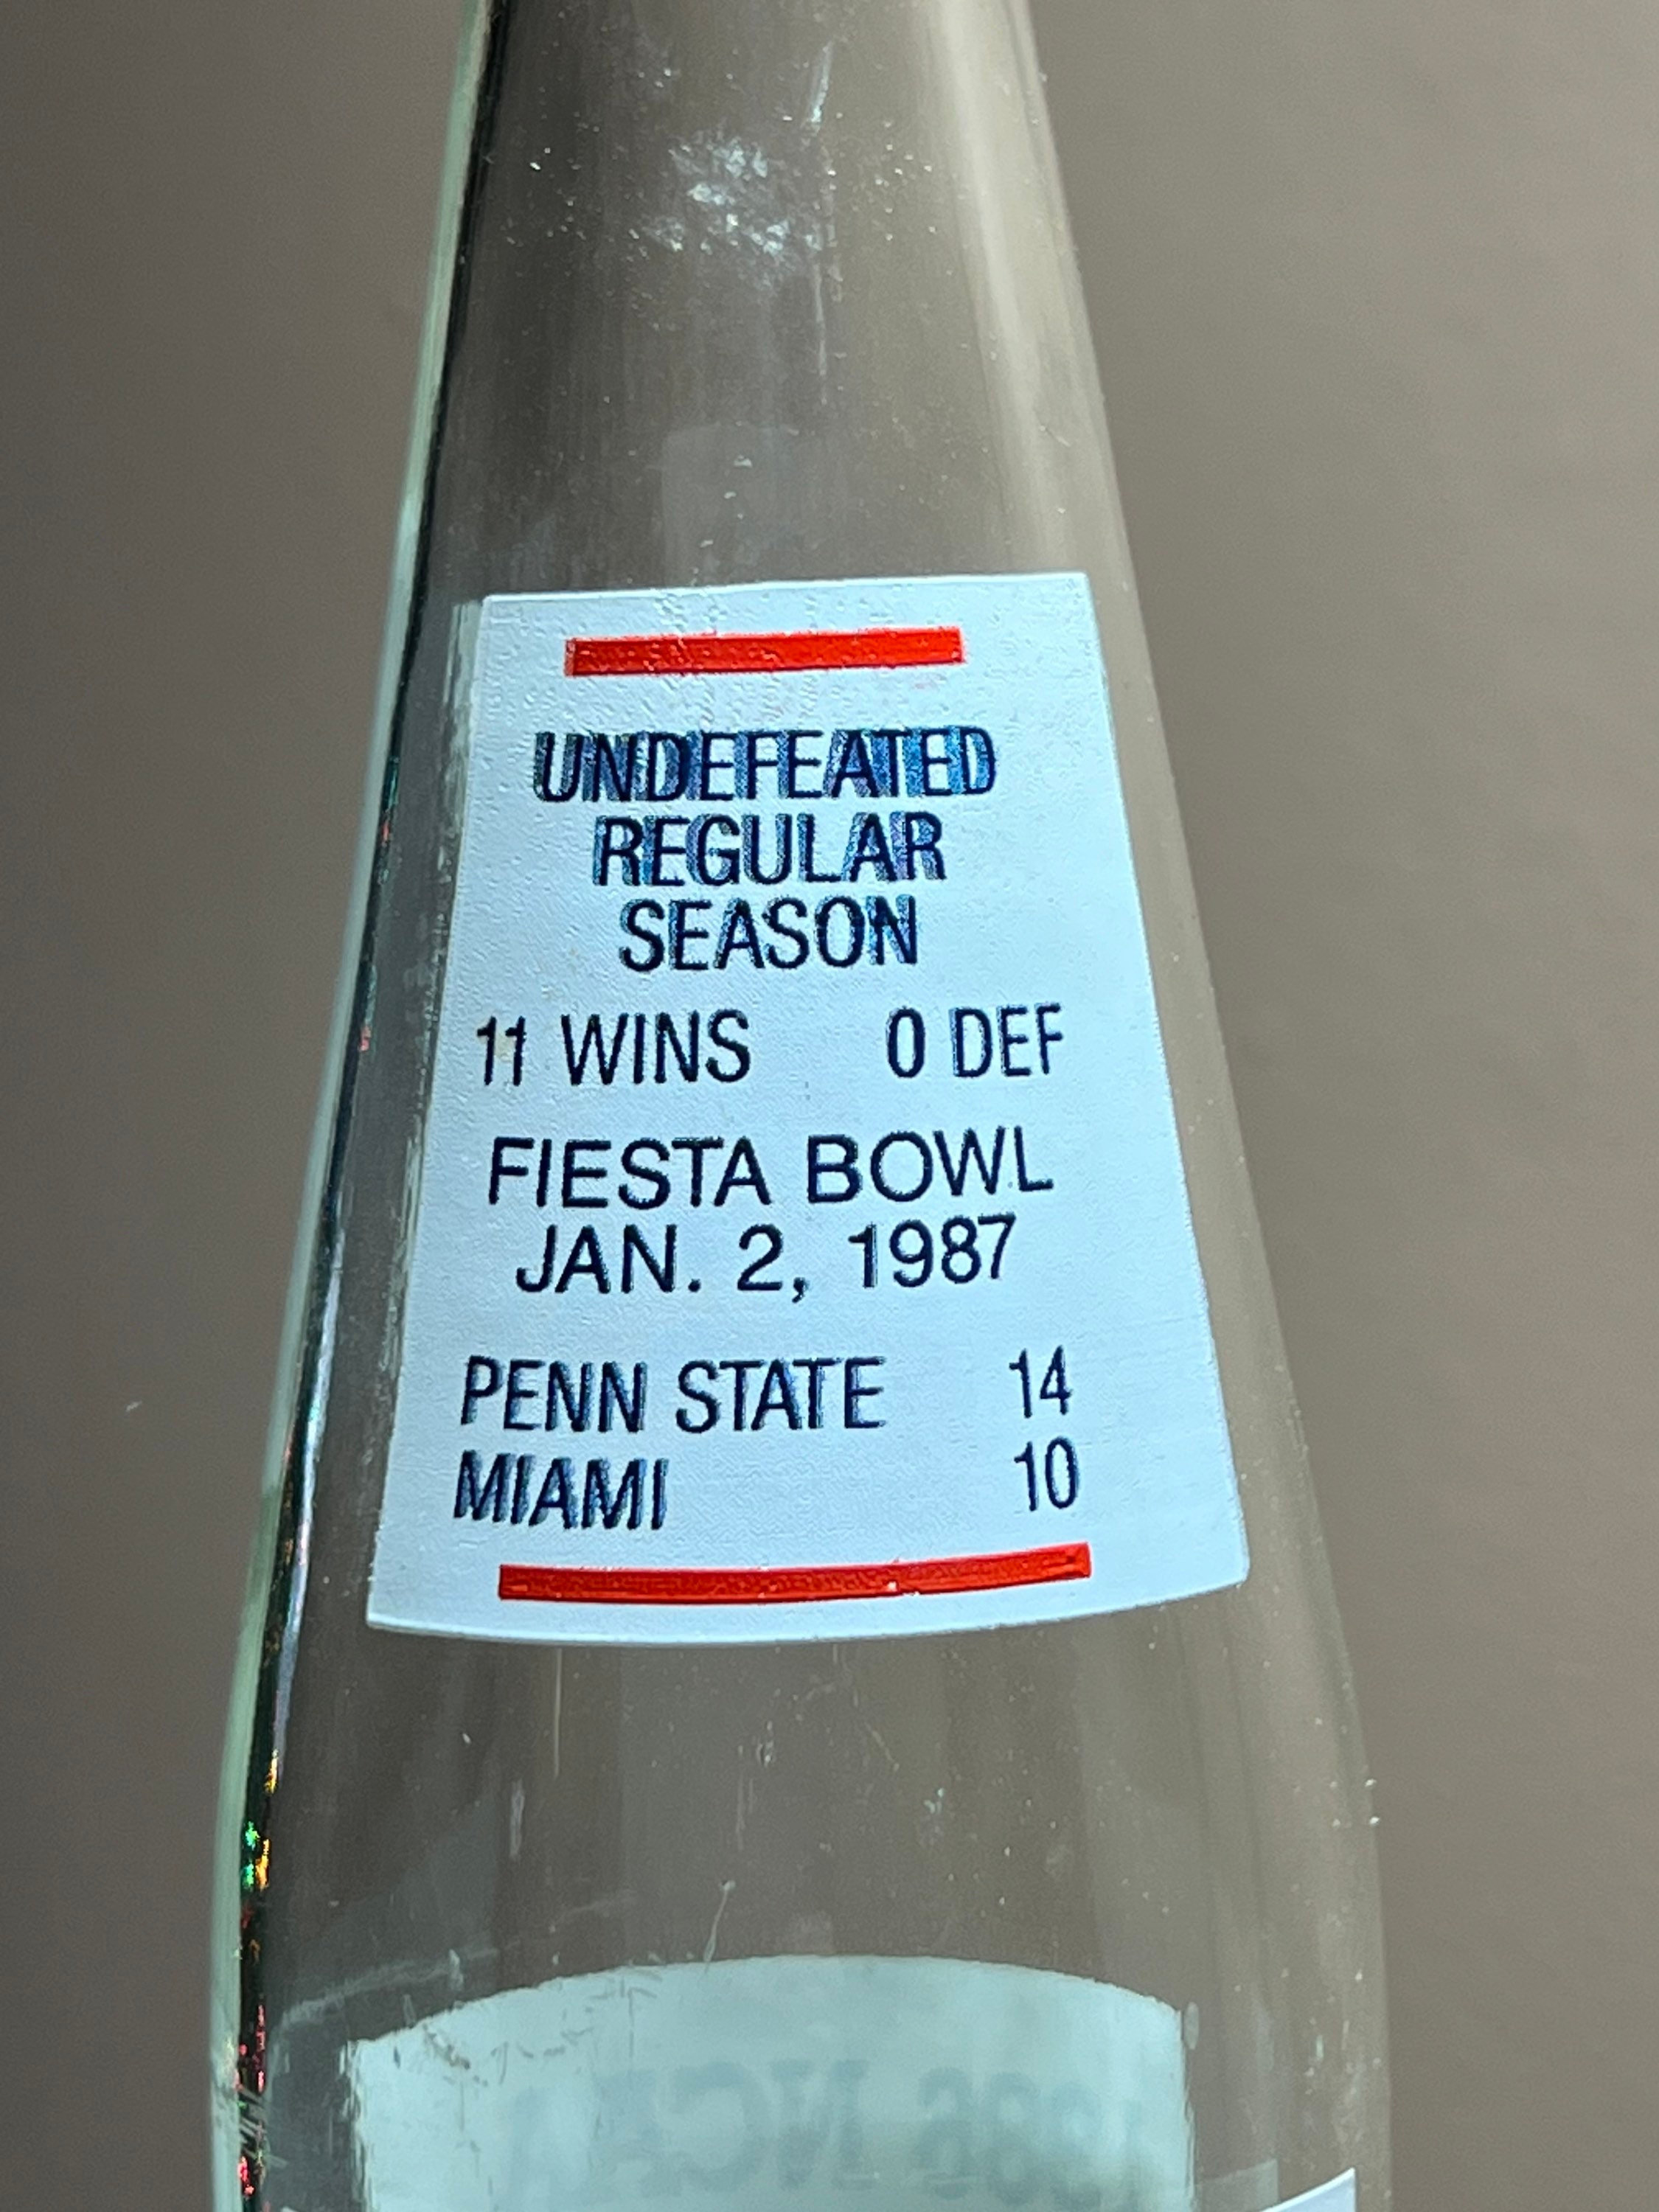 UNDEFEATED
REGULAR
SEASON
11 WINS 0 DEF
FIESTA BOWL
JAN. 2, 1987
PENN STATE 14
MIAMI 10